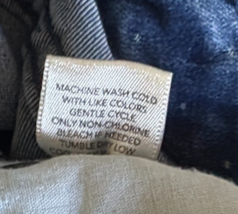 MACHINE WASH COLD
WITH LIKE COLORS
GENTLE CYCLE
ONLY NON-CHLORINE
BLEACH IF NEEDED
TUMBLE DRY LOW